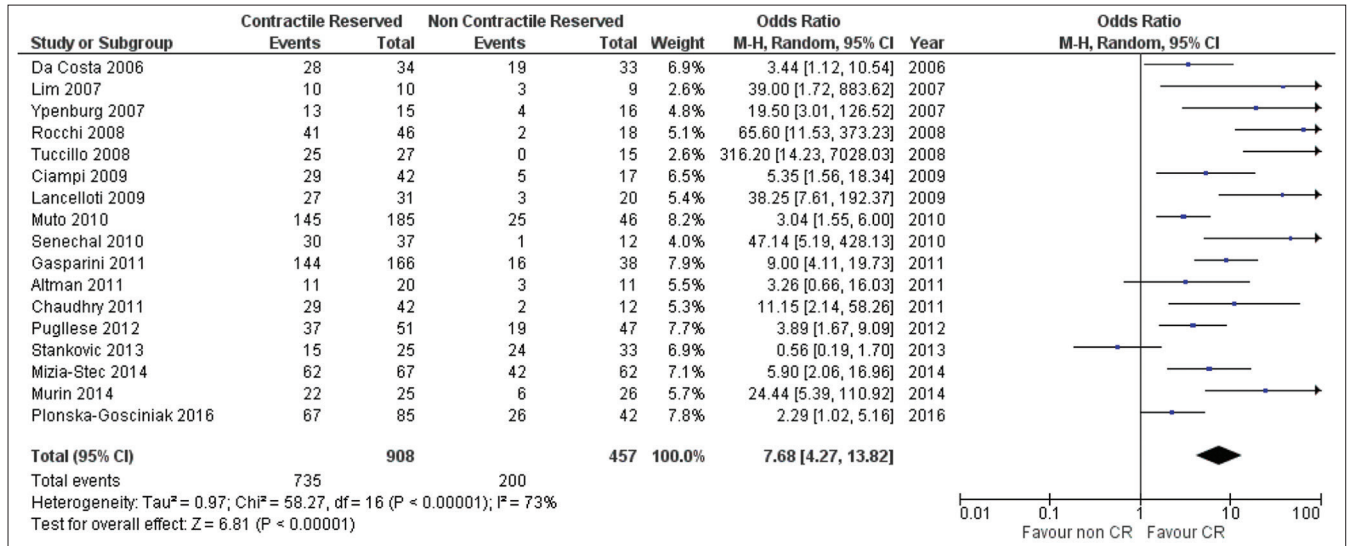 Contractile Reserved Non Contractile Reserved Odds Ratio Odds Ratio
Study or Subgroup Events Total Events Total Weight M-H, Random, 95% CI Year M-H, Random, 95% CI
Da Costa 2006 28 34 19 33 6.9% 3.44 [1.12, 10.54] 2006
Lim 2007 10 10 3 9 2.6% 39.00 [1.72, 883.62] 2007
Ypenburg 2007 13 15 4 16 4.8% 19.50 [3.01, 126.52] 2007
Rocchi 2008 41 46 2 18 5.1% 65.60 [11.53, 373.23] 2008
Tuccillo 2008 25 27 0 15 2.6% 316.20 [14.23, 7028.03] 2008
Ciampi 2009 29 42 5 17 6.5% 5.35 [1.56, 18.34] 2009
Lancelloti 2009 27 31 3 20 5.4% 38.25 [7.61, 192.37] 2009
Muto 2010 145 185 25 46 8.2% 3.04 [1.55, 6.00] 2010
Senechal 2010 30 37 1 12 4.0% 47.14 [5.19, 428.13] 2010
Gasparini 2011 144 166 16 38 7.9% 9.00 [4.11, 19.73] 2011
Altman 2011 11 20 3 11 5.5% 3.26 [0.66, 16.03] 2011
Chaudhry 2011 29 42 2 12 5.3% 11.15 [2.14, 58.26] 2011
Pugllese 2012 37 51 19 47 7.7% 3.89 [1.67, 9.09] 2012
Stankovic 2013 15 25 24 33 6.9% 0.56 [0.19, 1.70] 2013
Mizia-Stec 2014 62 67 42 62 7.1% 5.90 [2.06, 16.96] 2014
Murin 2014 22 25 6 26 5.7% 24.44 [5.39, 110.92] 2014
Plonska-Gosciniak 2016 67 85 26 42 7.8% 2.29 [1.02, 5.16] 2016
Total (95% CI) 908 457 100.0% 7.68 [4.27, 13.82]
Total events 735 200
Heterogeneity: Tau² = 0.97; Chi² = 58.27, df = 16 (P < 0.00001); I² = 73%
Test for overall effect: Z = 6.81 (P < 0.00001)
0.01 0.1 1 10 100
Favour non CR Favour CR